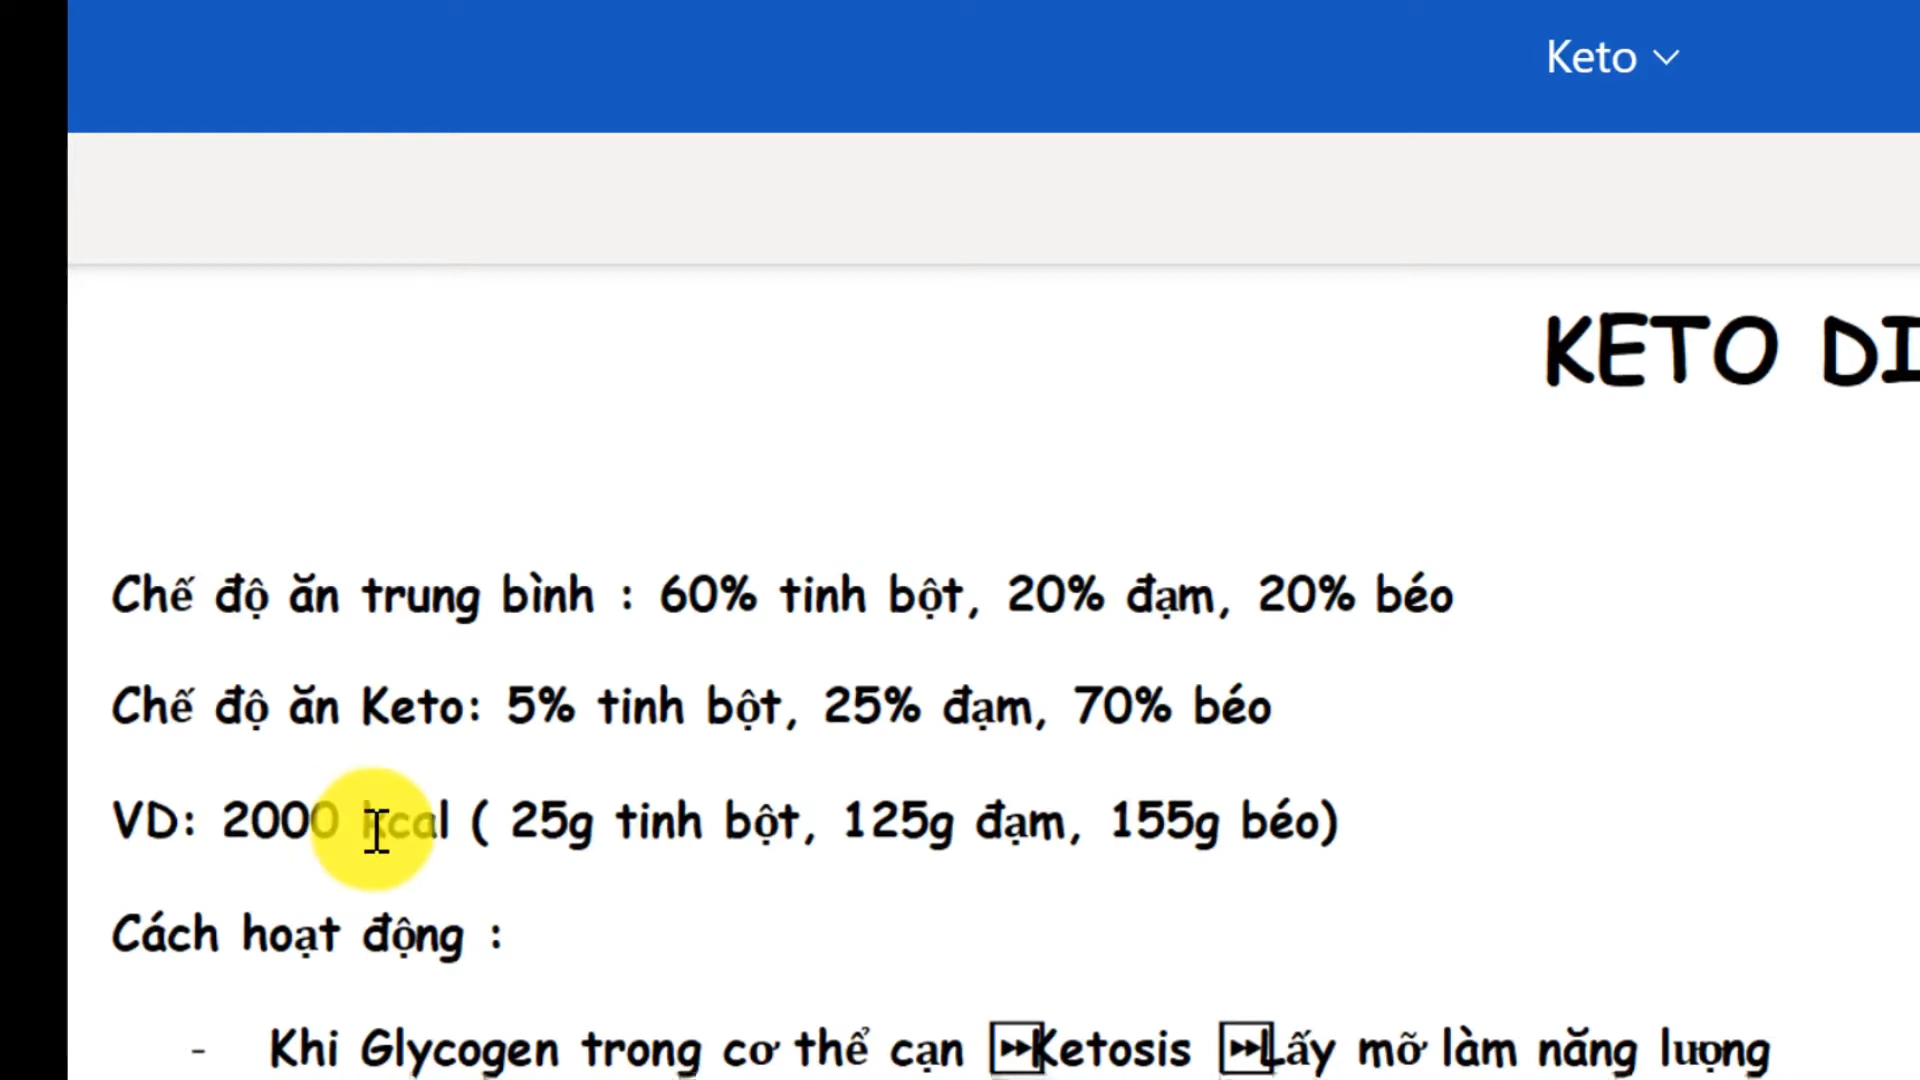 Keto
KETO DI
Chế độ ăn trung bình : 60% tinh bột, 20% đạm, 20% béo
Chế độ ăn Keto: 5% tinh bột, 25% đạm, 70% béo
VD: 2000 kcal ( 25g tinh bột, 125g đạm, 155g béo)
Cách hoạt động :
- Khi Glycogen trong cơ thể cạn ⏩Ketosis ⏩Lấy mỡ làm năng lượng